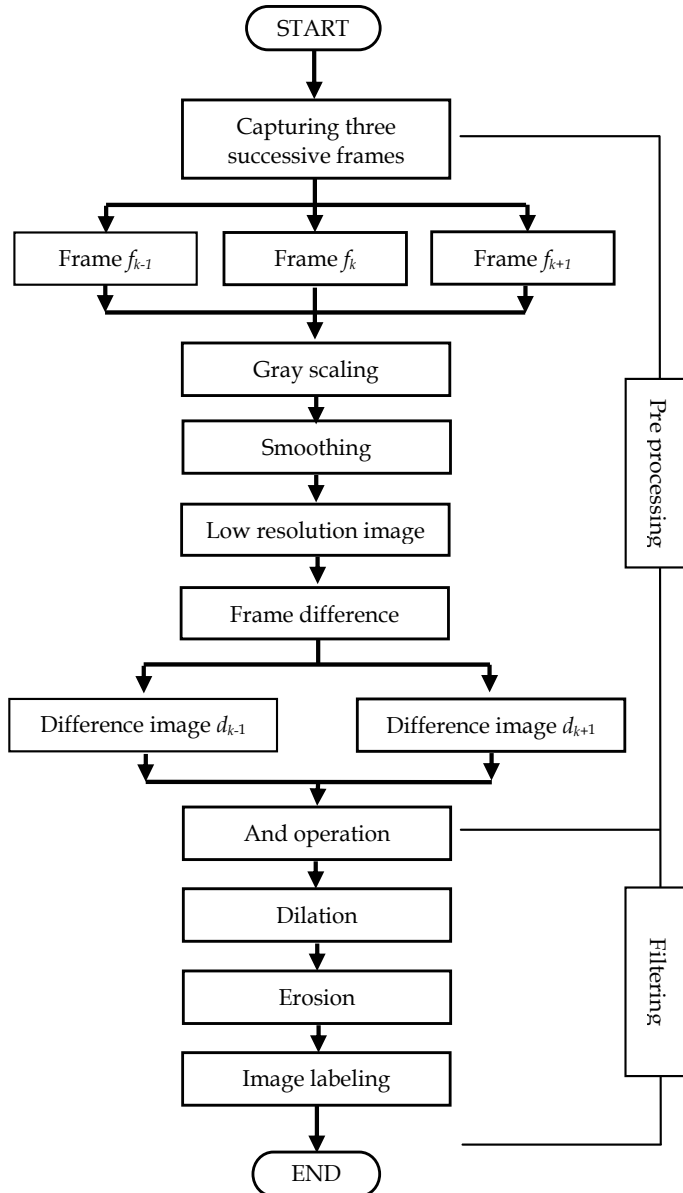 START
Capturing three
successive frames
Frame fk-1
Frame fk
Frame fk+1
Gray scaling
Smoothing
Low resolution image
Frame difference
Difference image dk-1
Difference image dk+1
And operation
Dilation
Erosion
Image labeling
END
Pre processing
Filtering